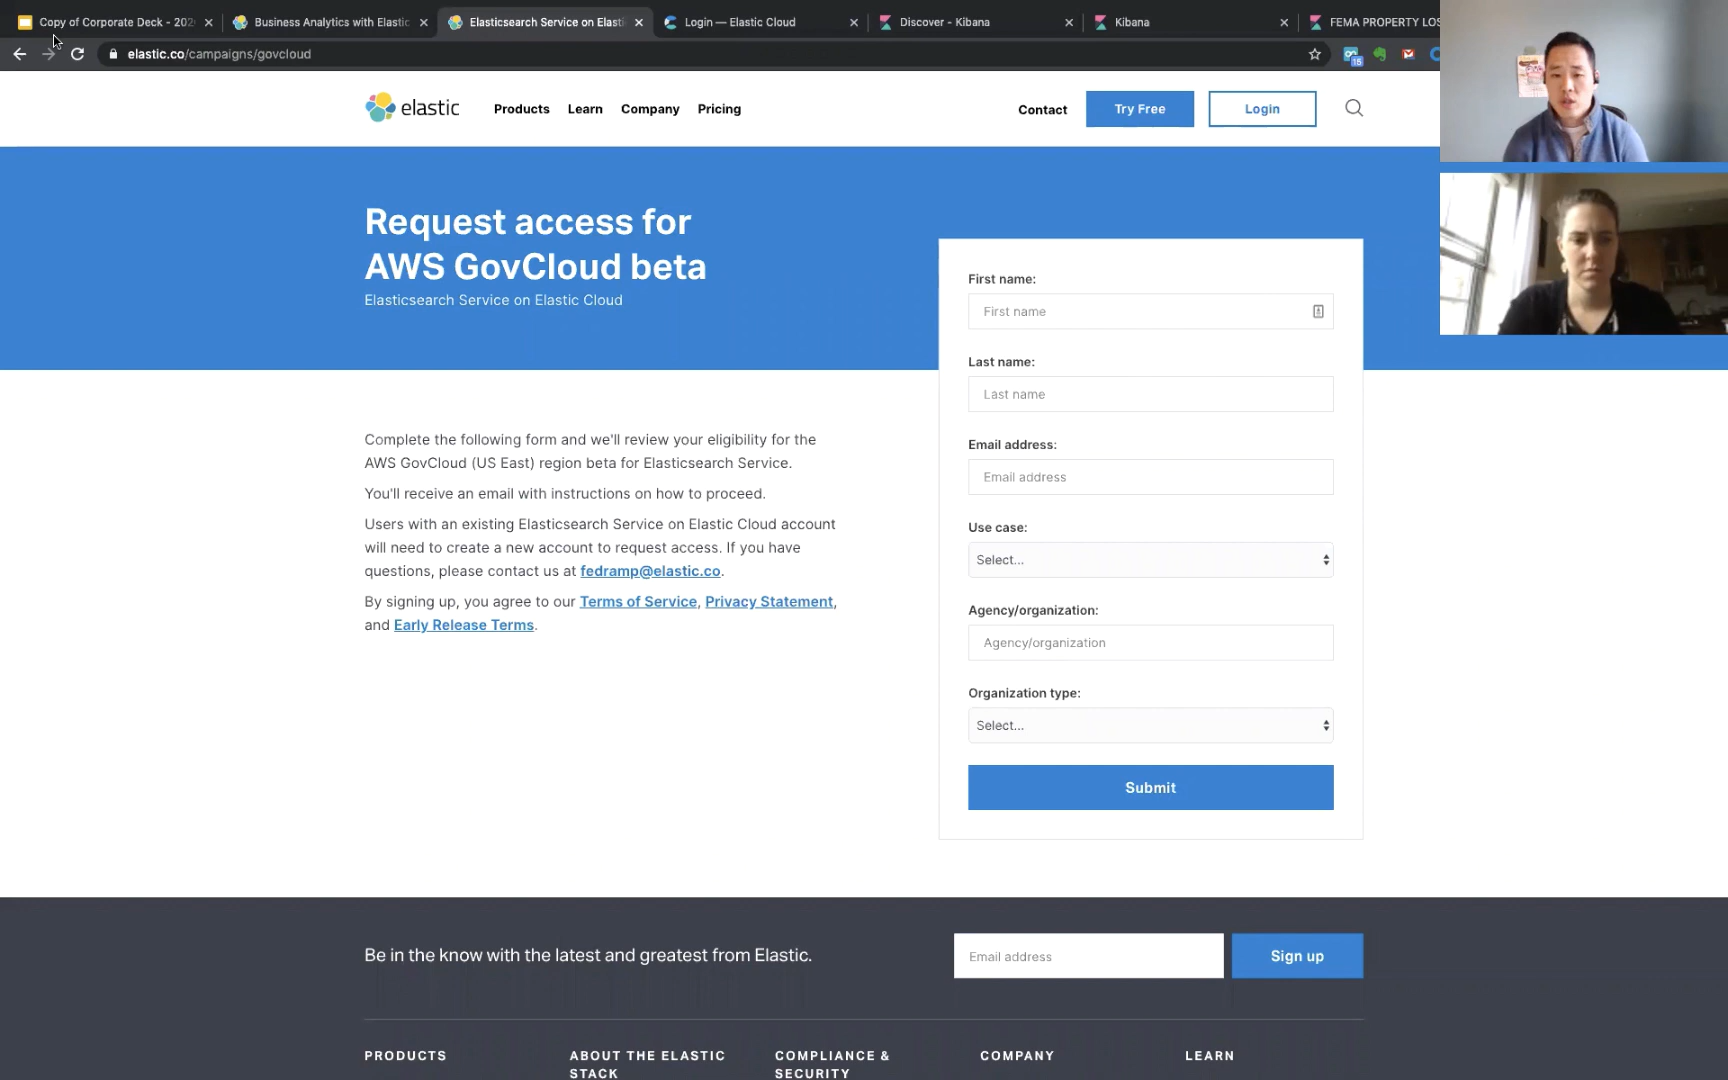 Copy of Corporate Deck - 202
Business Analytics with Elastic
Elasticsearch Service on Elasti
Login — Elastic Cloud
Discover - Kibana
Kibana
FEMA PROPERTY LOS
elastic.co/campaigns/govcloud
15
elastic
Products
Learn
Company
Pricing
Contact
Try Free
Login
Request access for
AWS GovCloud beta
Elasticsearch Service on Elastic Cloud
Complete the following form and we'll review your eligibility for the
AWS GovCloud (US East) region beta for Elasticsearch Service.
You'll receive an email with instructions on how to proceed.
Users with an existing Elasticsearch Service on Elastic Cloud account
will need to create a new account to request access. If you have
questions, please contact us at fedramp@elastic.co.
By signing up, you agree to our Terms of Service, Privacy Statement,
and Early Release Terms.
First name:
First name
Last name:
Last name
Email address:
Email address
Use case:
Select...
Agency/organization:
Agency/organization
Organization type:
Select...
Submit
Be in the know with the latest and greatest from Elastic.
Email address
Sign up
PRODUCTS
ABOUT THE ELASTIC
STACK
COMPLIANCE &
SECURITY
COMPANY
LEARN